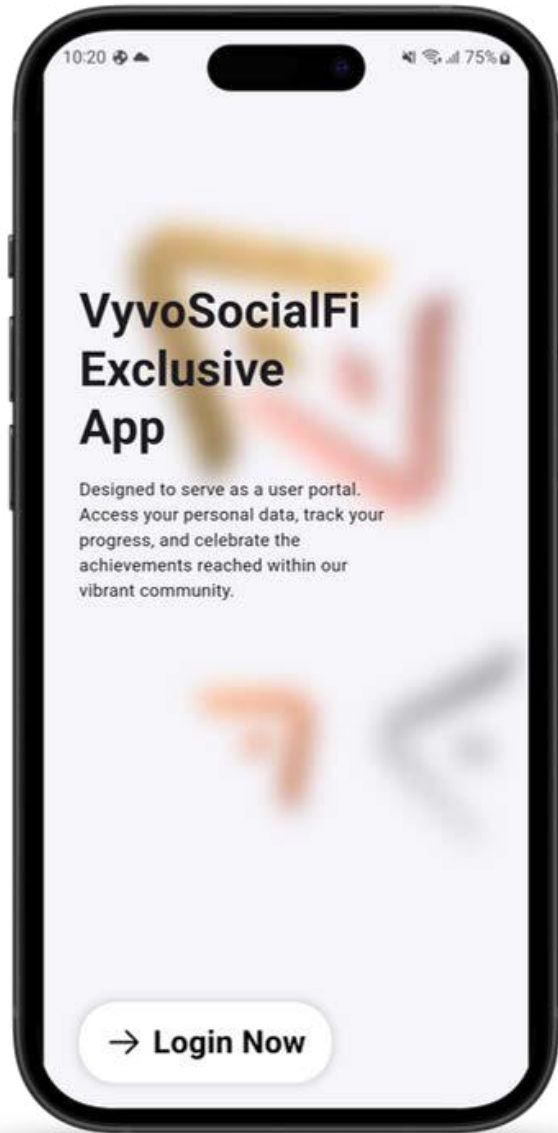 10:20 75%
VyvoSocialFi
Exclusive
App
Designed to serve as a user portal.
Access your personal data, track your
progress, and celebrate the
achievements reached within our
vibrant community.
→ Login Now